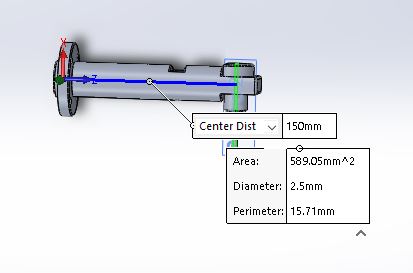 Y
Z
Center Dist 150mm
Area: 589.05mm^2
Diameter: 2.5mm
Perimeter: 15.71mm